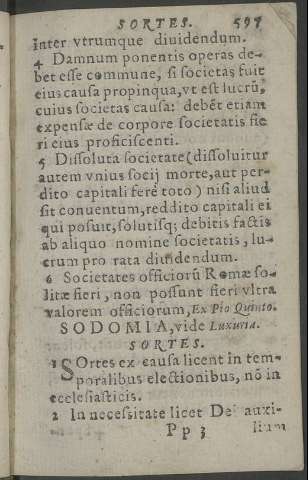 SORTES. 597
inter vtrumque diuidendum.
4 Damnum ponentis operas de-
bet esse commune, si societas fuit
eius causa propinqua, vt est lucrũ,
cuius societas causa: debẽt etiam
expensæ de corpore societatis fie
ri eius proficiscenti.
5 Dissoluta societate (dissoluitur
autem vnius socij morte, aut per-
dito capitali ferè toto) nisi aliud
sit conuentum, reddito capitali ei
qui posuit, solutisq; debitis factis
ab aliquo nomine societatis, lu-
crum pro rata diuidendum.
6 Societates officiorũ Romæ so-
litæ fieri, non possunt fieri vltra
valorem officiorum, Ex Pio Quinto.
SODOMIA, vide Luxuria.
SORTES.
1 SOrtes ex causa licent in tem-
poralibus electionibus, nõ in
ecclesiasticis.
2 In necessitate licet Dei auxi-
Pp 3 lium